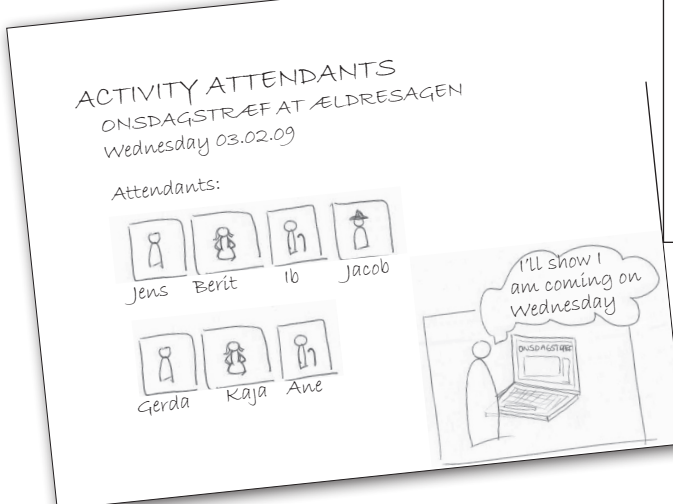 ACTIVITY ATTENDANTS
ONSDAGSTRÆF AT ÆLDRESAGEN
Wednesday 03.02.09
Attendants:
Jens Berit Ib Jacob
Gerda Kaja Ane
I'll show I
am coming on
Wednesday
ONSDAGSTRÆF